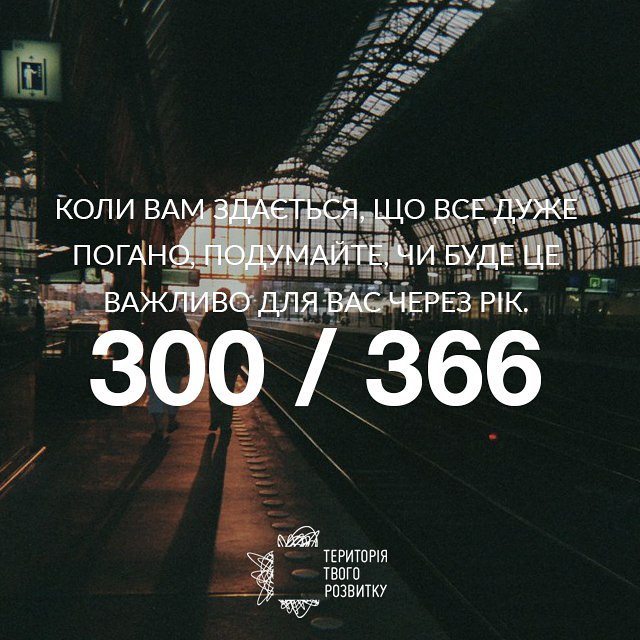 КОЛИ ВАМ ЗДАЄТЬСЯ, ЩО ВСЕ ДУЖЕ
ПОГАНО, ПОДУМАЙТЕ, ЧИ БУДЕ ЦЕ
ВАЖЛИВО ДЛЯ ВАС ЧЕРЕЗ РІК.
300 / 366
ТЕРИТОРІЯ
ТВОГО
РОЗВИТКУ